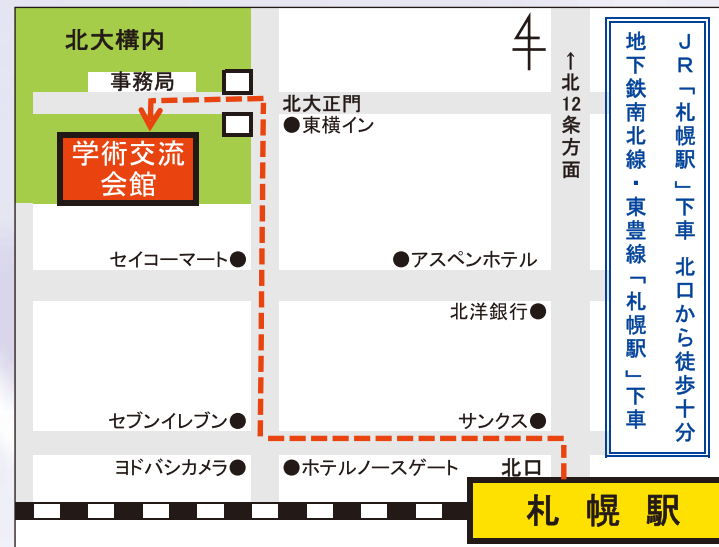 北大構内
事務局
北大正門
●東横イン
学術交流
会館
↑北12条方面
JR「札幌駅」下車 北口から徒歩十分
地下鉄南北線・東豊線「札幌駅」下車
セイコーマート●
●アスペンホテル
北洋銀行●
セブンイレブン●
サンクス●
ヨドバシカメラ●
●ホテルノースゲート
北口
札幌駅